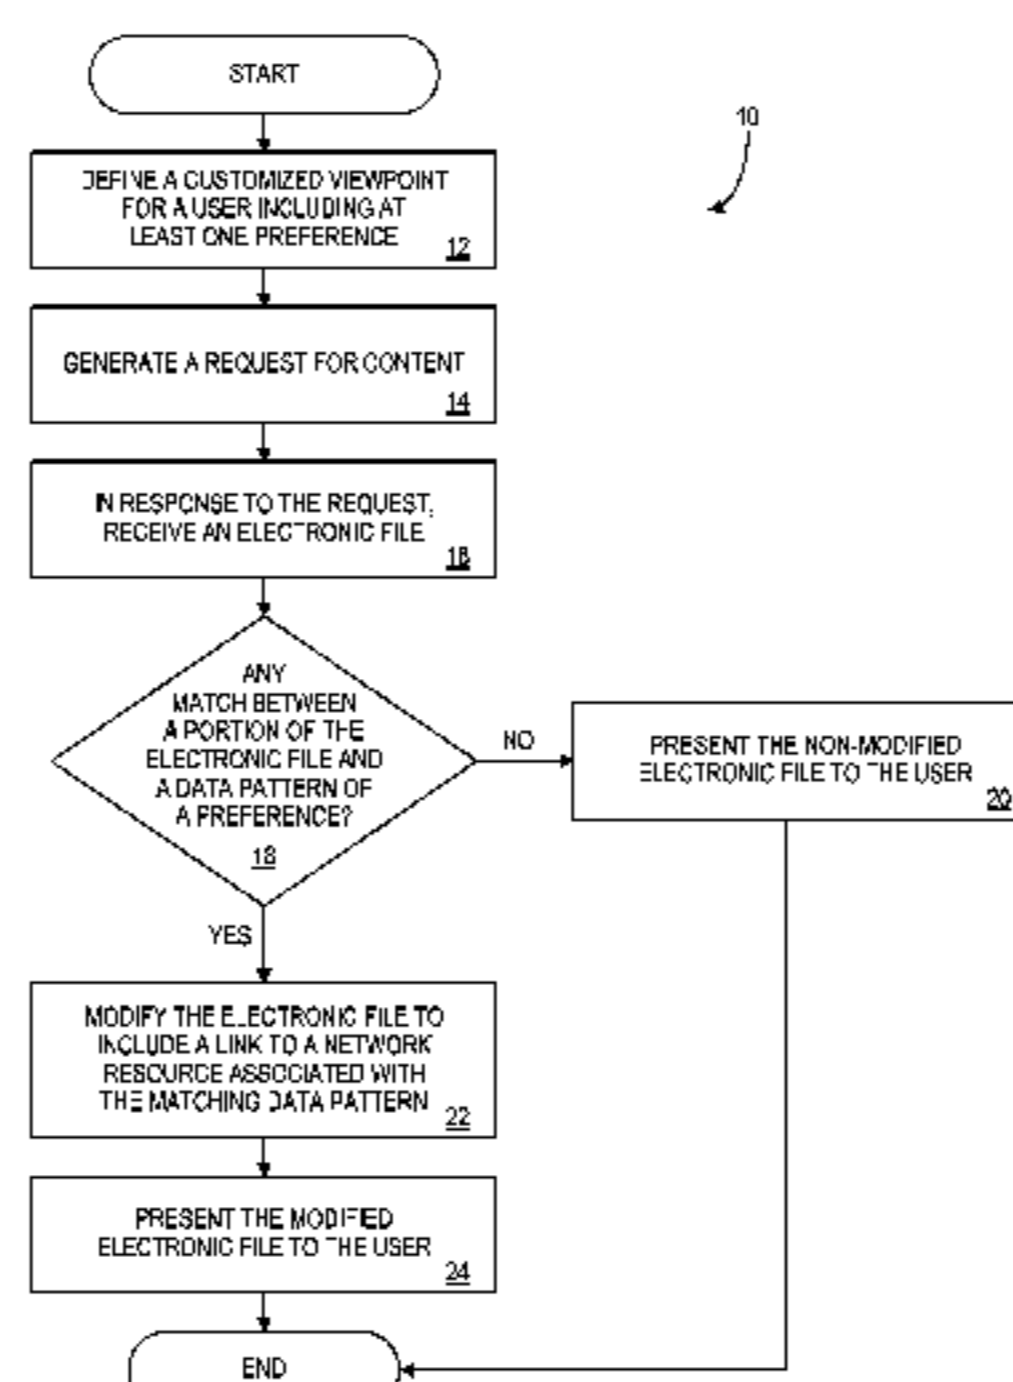 START
10
DEFINE A CUSTOMIZED VIEWPOINT
FOR A USER INCLUDING AT
LEAST ONE PREFERENCE
12
GENERATE A REQUEST FOR CONTENT
14
IN RESPONSE TO THE REQUEST,
RECEIVE AN ELECTRONIC FILE
16
ANY
MATCH BETWEEN
A PORTION OF THE
ELECTRONIC FILE AND
A DATA PATTERN OF
A PREFERENCE?
18
NO
PRESENT THE NON-MODIFIED
ELECTRONIC FILE TO THE USER
20
YES
MODIFY THE ELECTRONIC FILE TO
INCLUDE A LINK TO A NETWORK
RESOURCE ASSOCIATED WITH
THE MATCHING DATA PATTERN
22
PRESENT THE MODIFIED
ELECTRONIC FILE TO THE USER
24
END